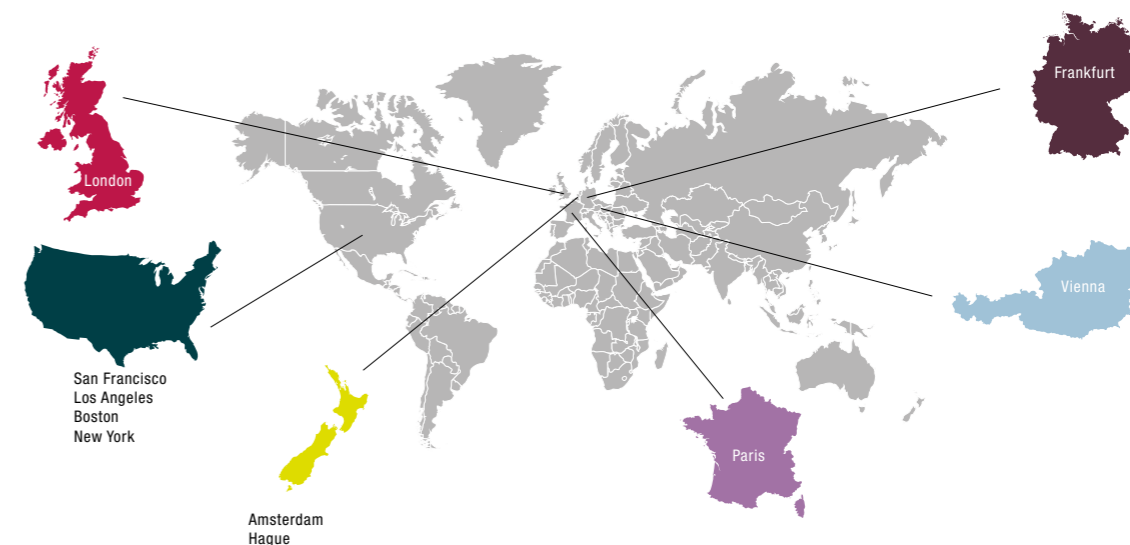 London
Frankfurt
Vienna
San Francisco
Los Angeles
Boston
New York
Paris
Amsterdam
Hague